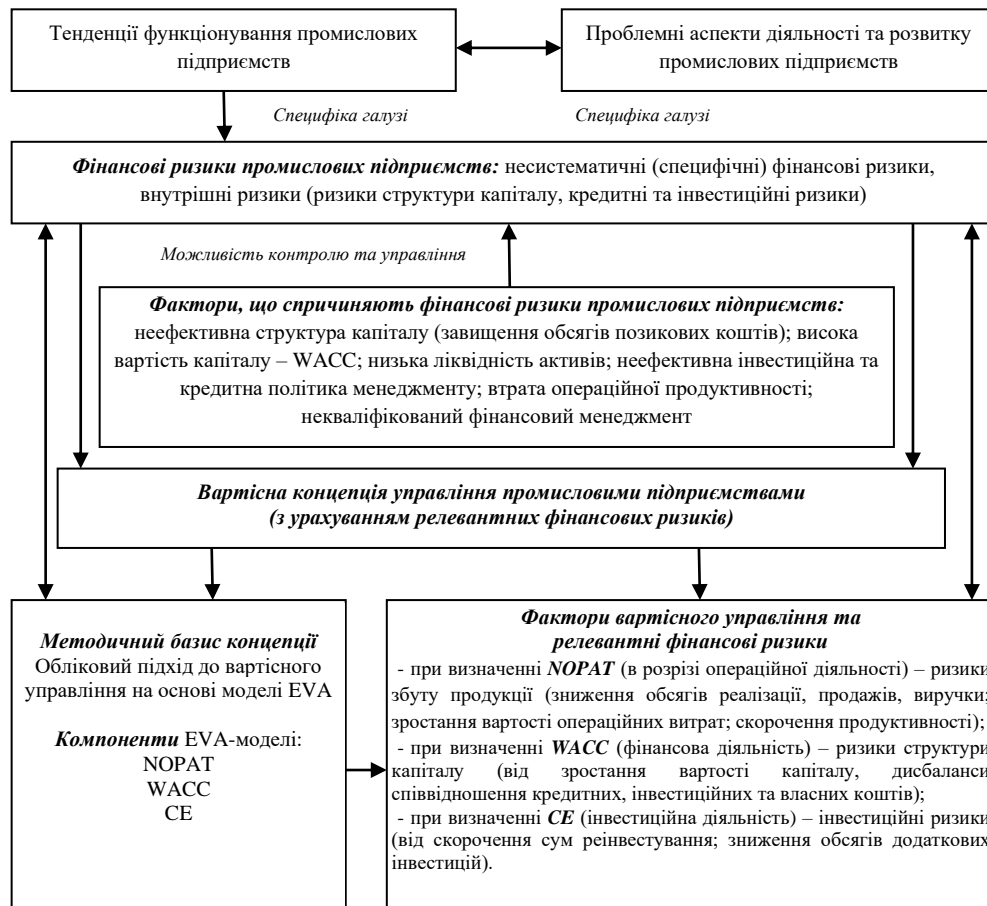 Тенденції функціонування промислових
підприємств
Проблемні аспекти діяльності та розвитку
промислових підприємств
Специфіка галузі
Специфіка галузі
Фінансові ризики промислових підприємств: несистематичні (специфічні) фінансові ризики,
внутрішні ризики (ризики структури капіталу, кредитні та інвестиційні ризики)
Можливість контролю та управління
Фактори, що спричиняють фінансові ризики промислових підприємств:
неефективна структура капіталу (завищення обсягів позикових коштів); висока
вартість капіталу – WACC; низька ліквідність активів; неефективна інвестиційна та
кредитна політика менеджменту; втрата операційної продуктивності;
некваліфікований фінансовий менеджмент
Вартісна концепція управління промисловими підприємствами
(з урахуванням релевантних фінансових ризиків)
Методичний базис концепції
Обліковий підхід до вартісного
управління на основі моделі EVA
Компоненти EVA-моделі:
NOPAT
WACC
CE
Фактори вартісного управління та
релевантні фінансові ризики
- при визначенні NOPAT (в розрізі операційної діяльності) – ризики
збуту продукції (зниження обсягів реалізації, продажів, виручки;
зростання вартості операційних витрат; скорочення продуктивності);
- при визначенні WACC (фінансова діяльність) – ризики структури
капіталу (від зростання вартості капіталу, дисбаланси
співвідношення кредитних, інвестиційних та власних коштів);
- при визначенні CE (інвестиційна діяльність) – інвестиційні ризики
(від скорочення сум реінвестування; зниження обсягів додаткових
інвестицій).